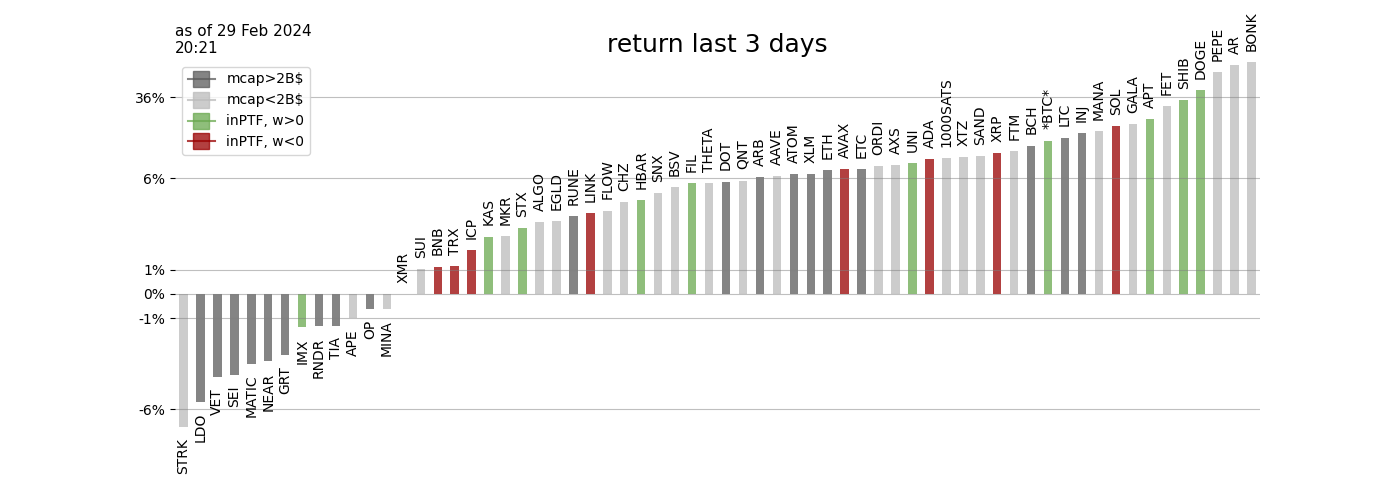 as of 29 Feb 2024
20:21
return last 3 days
mcap>2B$
mcap<2B$
inPTF, w>0
inPTF, w<0
36%
6%
1%
0%
-1%
-6%
STRK
LDO
VET
SEI
MATIC
NEAR
GRT
IMX
RNDR
TIA
APE
OP
MINA
XMR
SUI
BNB
TRX
ICP
KAS
MKR
STX
ALGO
EGLD
RUNE
LINK
FLOW
CHZ
HBAR
SNX
BSV
FIL
THETA
DOT
QNT
ARB
AAVE
ATOM
XLM
ETH
AVAX
ETC
ORDI
AXS
UNI
ADA
1000SATS
XTZ
SAND
XRP
FTM
BCH
*BTC*
LTC
INJ
MANA
SOL
GALA
APT
FET
SHIB
DOGE
PEPE
AR
BONK